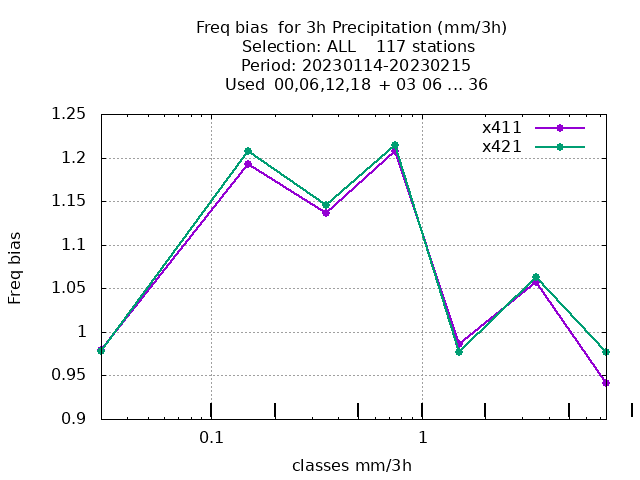 Freq bias  for 3h Precipitation (mm/3h)
Selection: ALL    117 stations
Period: 20230114-20230215
Used  00,06,12,18  + 03 06 ... 36
x411
x421
1.25
1.2
1.15
1.1
1.05
1
0.95
0.9
Freq bias
0.1
1
classes mm/3h